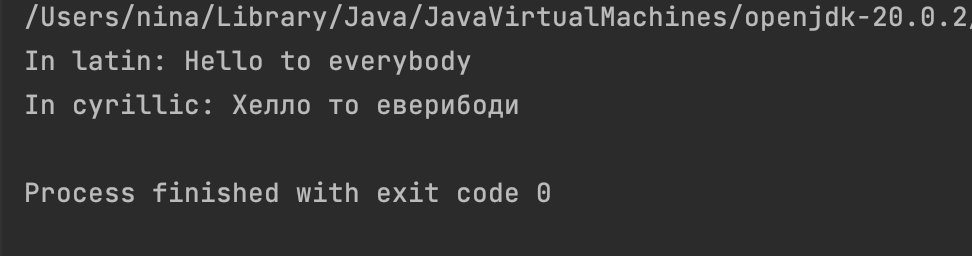 /Users/nina/Library/Java/JavaVirtualMachines/openjdk-20.0.2/
In latin: Hello to everybody
In cyrillic: Хелло то еверибоди
Process finished with exit code 0